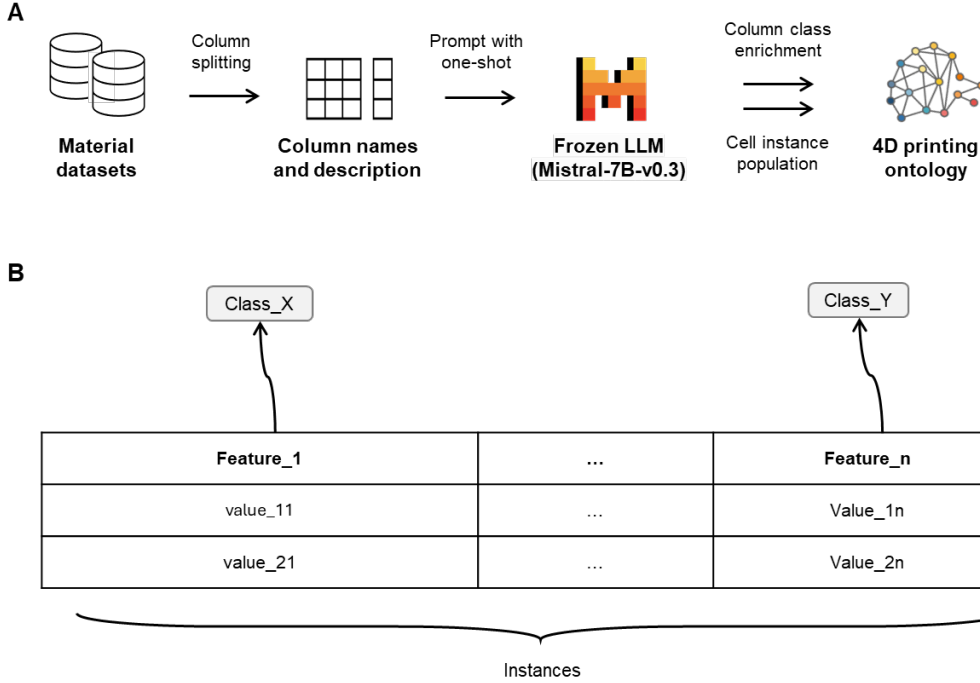 A
Column
splitting
Prompt with
one-shot
Column class
enrichment
Material
datasets
Column names
and description
Frozen LLM
(Mistral-7B-v0.3)
Cell instance
population
4D printing
ontology
B
Class_X
Class_Y
Feature_1 ... Feature_n
value_11 ... Value_1n
value_21 ... Value_2n
Instances